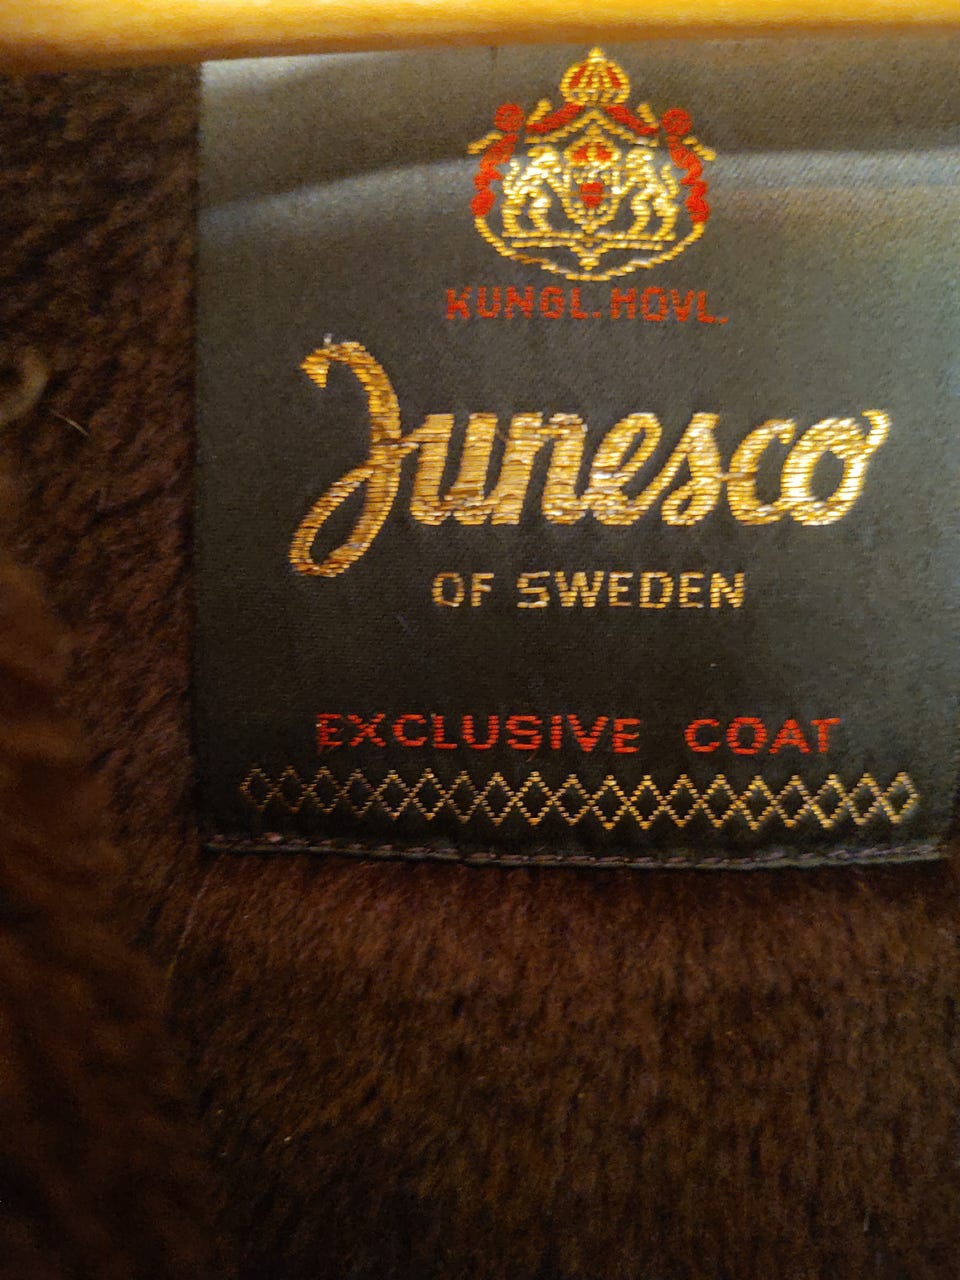 KUNGL. HOVL.
Junesco
OF SWEDEN
EXCLUSIVE COAT